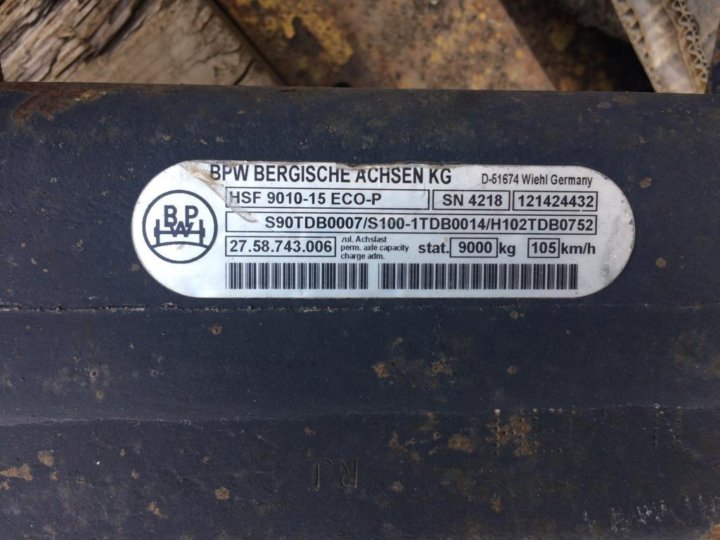 BPW BERGISCHE ACHSEN KG D-51674 Wiehl Germany
BPW
HSF 9010-15 ECO-P SN 4218 121424432
S90TDB0007/S100-1TDB0014/H102TDB0752
27.58.743.006 zul. Achslast
perm. axle capacity
charge adm.
stat. 9000 kg 105 km/h
RJ